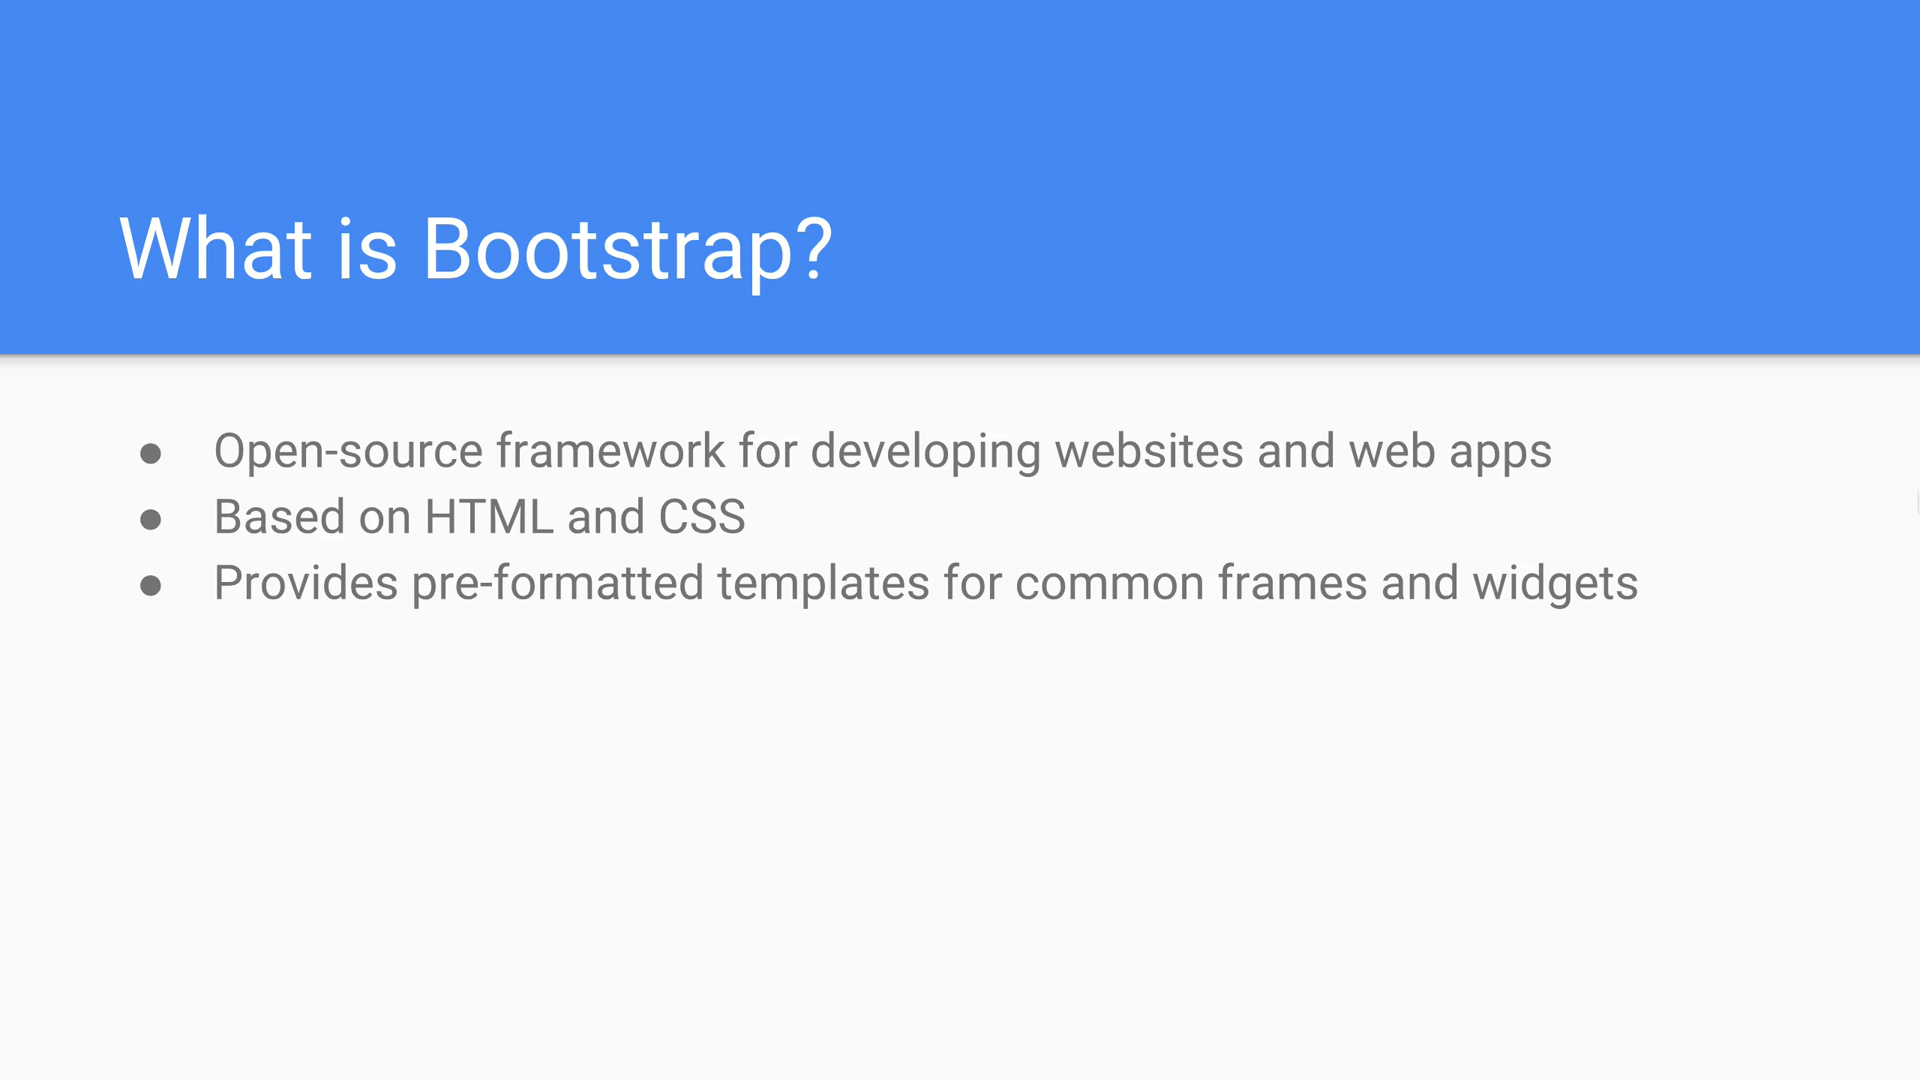 What is Bootstrap?
● Open-source framework for developing websites and web apps
● Based on HTML and CSS
● Provides pre-formatted templates for common frames and widgets